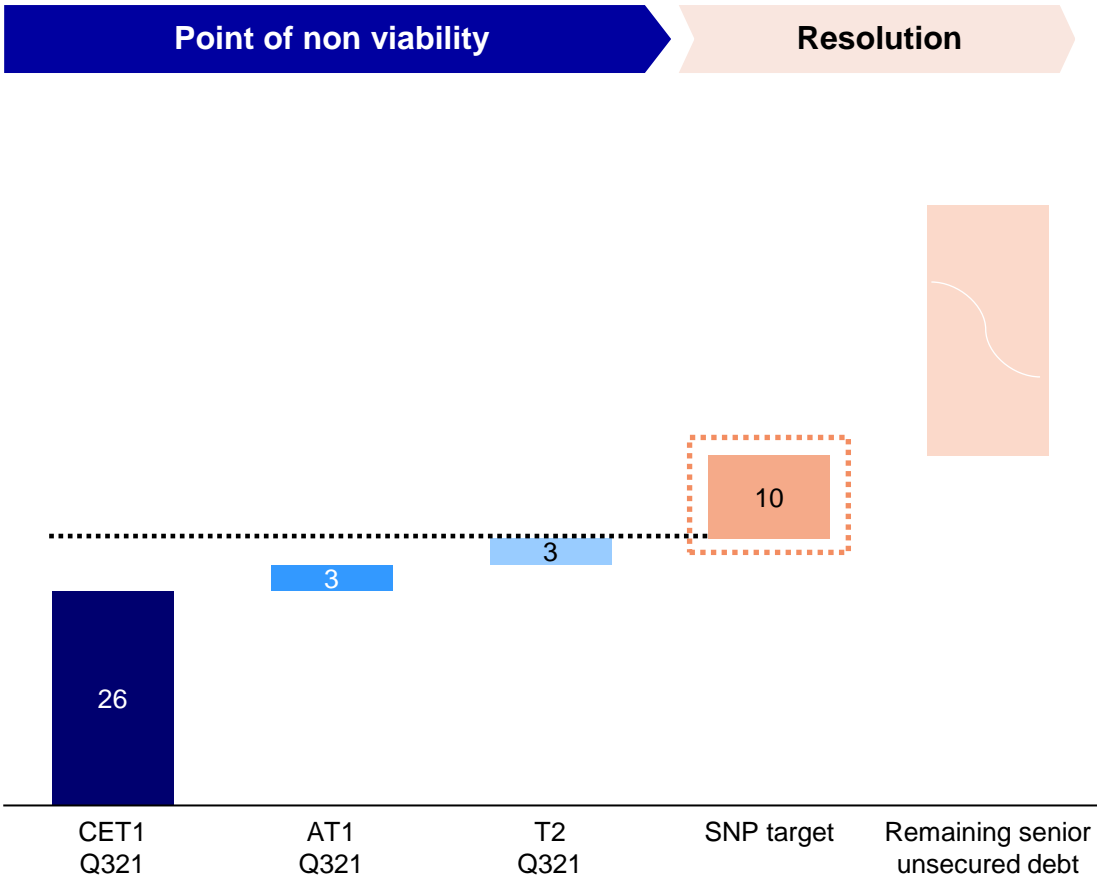 Point of non viability
Resolution
10
3
3
26
CET1
Q321
AT1
Q321
T2
Q321
SNP target
Remaining senior
unsecured debt